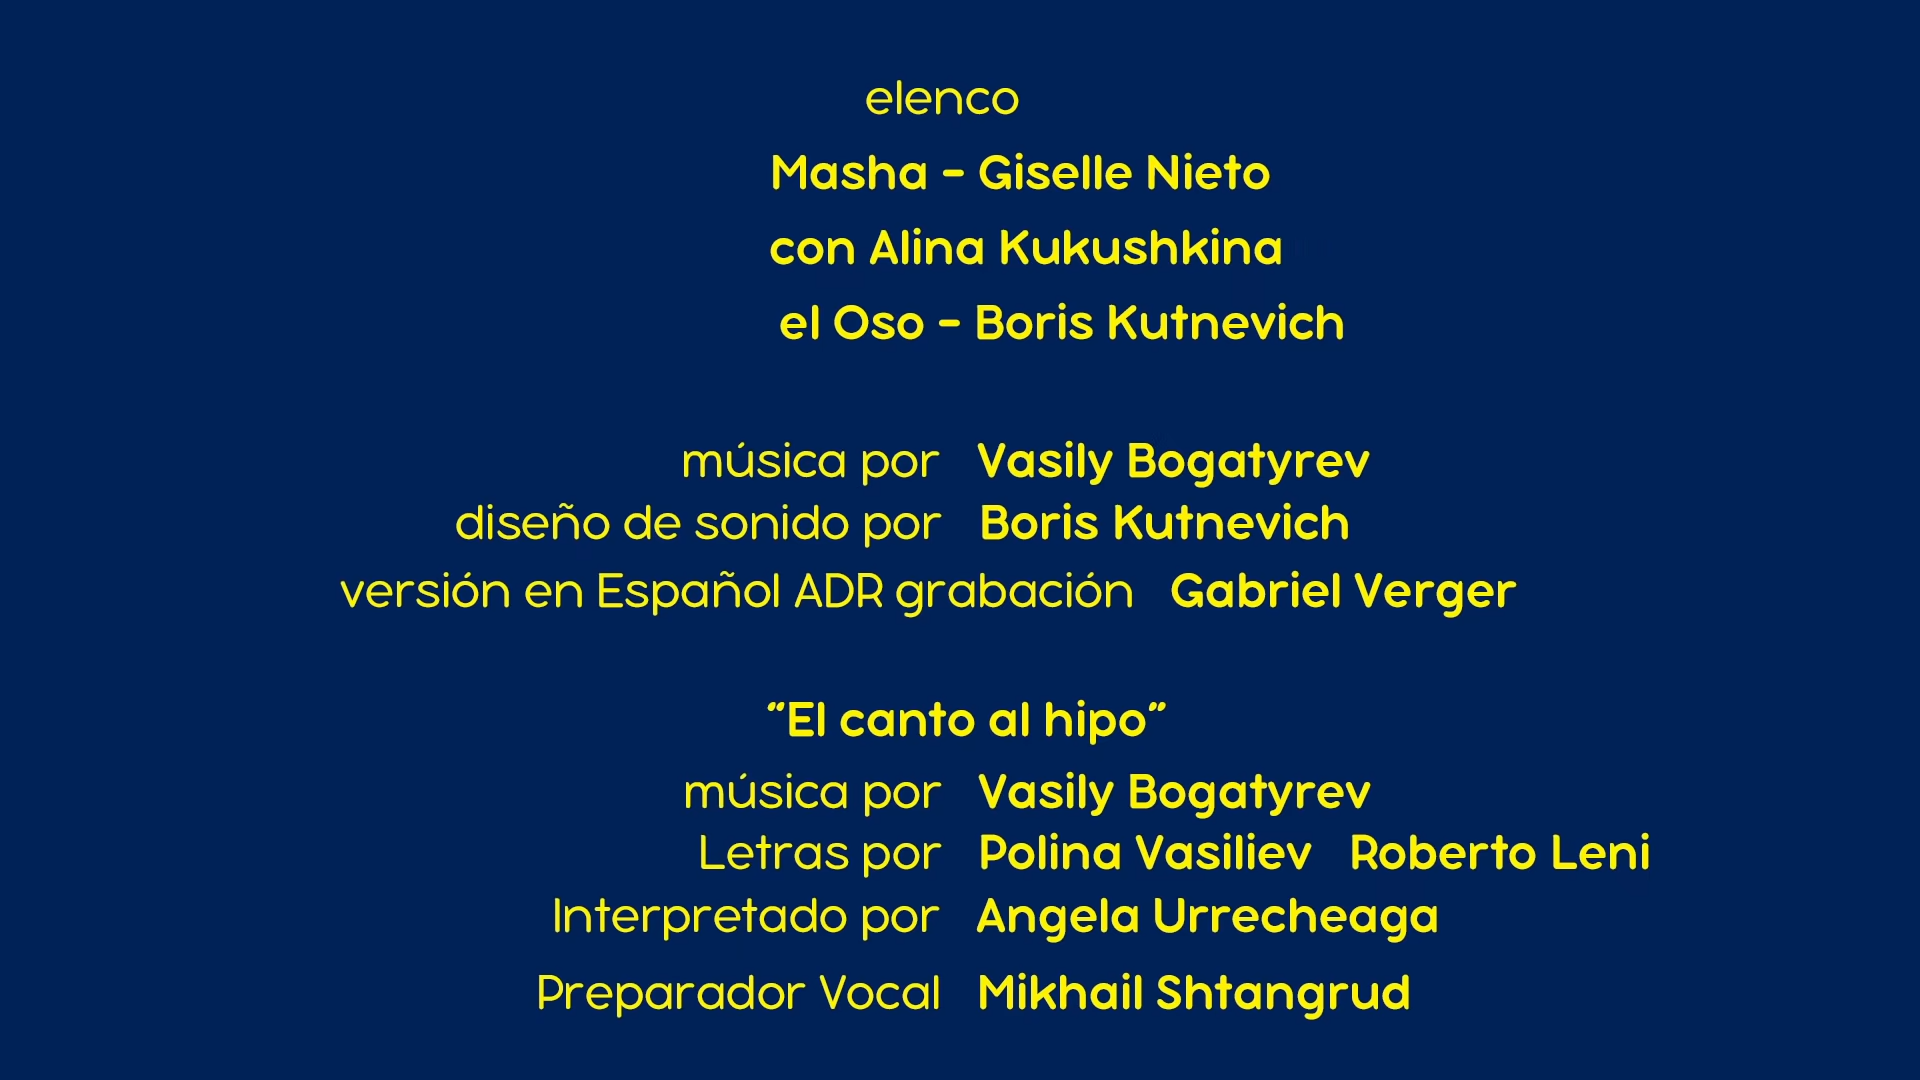 elenco
Masha - Giselle Nieto
con Alina Kukushkina
el Oso - Boris Kutnevich
música por Vasily Bogatyrev
diseño de sonido por Boris Kutnevich
versión en Español ADR grabación Gabriel Verger
“El canto al hipo”
música por Vasily Bogatyrev
Letras por Polina Vasiliev Roberto Leni
Interpretado por Angela Urrecheaga
Preparador Vocal Mikhail Shtangrud